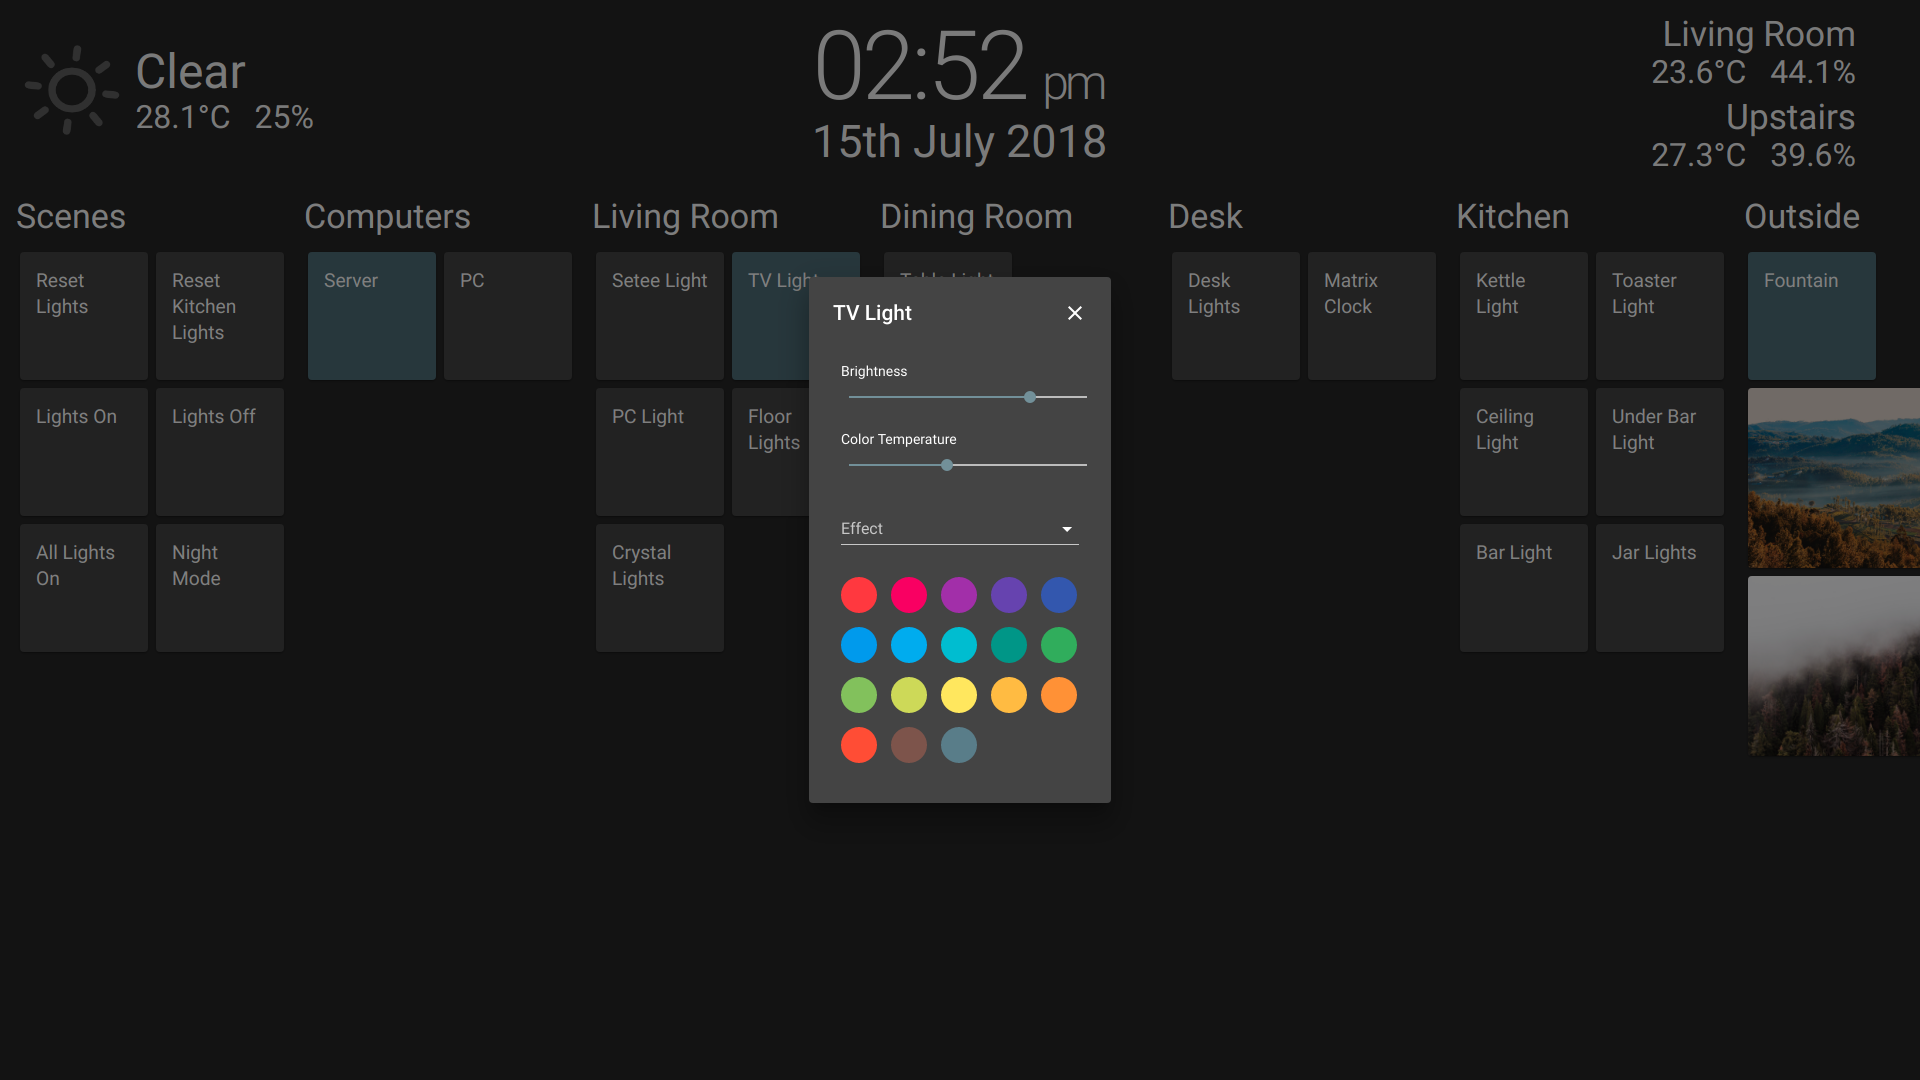 Clear
28.1°C 25%
02:52 pm
15th July 2018
Living Room
23.6°C 44.1%
Upstairs
27.3°C 39.6%
Scenes
Reset
Lights
Reset
Kitchen
Lights
Lights On
Lights Off
All Lights
On
Night
Mode
Computers
Server
PC
Living Room
Setee Light
TV Light
PC Light
Floor
Lights
Crystal
Lights
Dining Room
Table Light
TV Light
Brightness
Color Temperature
Effect
Desk
Desk
Lights
Matrix
Clock
Kitchen
Kettle
Light
Toaster
Light
Ceiling
Light
Under Bar
Light
Bar Light
Jar Lights
Outside
Fountain